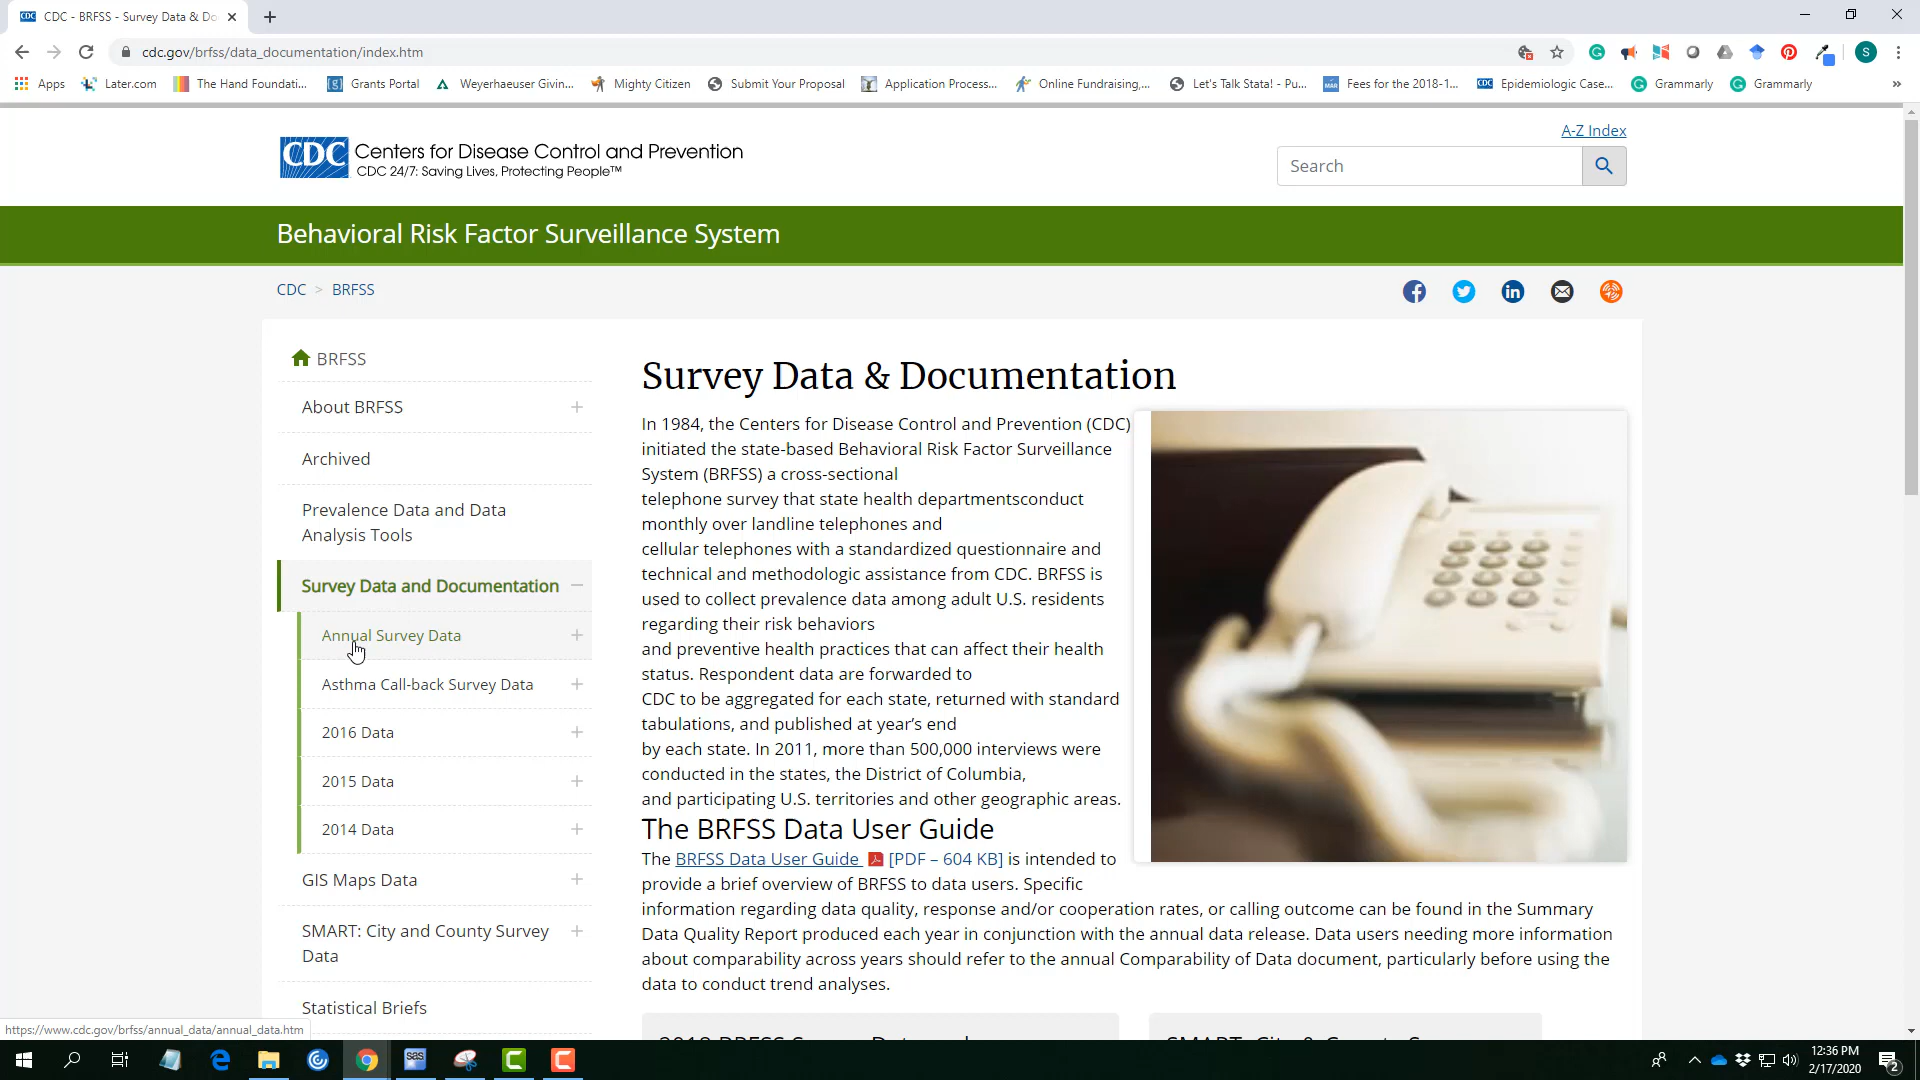 CDC - BRFSS - Survey Data & Do
cdc.gov/brfss/data_documentation/index.htm
S
Apps
Later.com
The Hand Foundati...
Grants Portal
Weyerhaeuser Givin...
Mighty Citizen
Submit Your Proposal
Application Process...
Online Fundraising,...
Let's Talk Stata! - Pu...
Fees for the 2018-1...
Epidemiologic Case...
Grammarly
Grammarly
»
A-Z Index
CDC Centers for Disease Control and Prevention
CDC 24/7: Saving Lives, Protecting People™
Search
Behavioral Risk Factor Surveillance System
CDC > BRFSS
BRFSS
About BRFSS
Archived
Prevalence Data and Data
Analysis Tools
Survey Data and Documentation
Annual Survey Data
Asthma Call-back Survey Data
2016 Data
2015 Data
2014 Data
GIS Maps Data
SMART: City and County Survey
Data
Statistical Briefs
Survey Data & Documentation
In 1984, the Centers for Disease Control and Prevention (CDC)
initiated the state-based Behavioral Risk Factor Surveillance
System (BRFSS) a cross-sectional
telephone survey that state health departmentsconduct
monthly over landline telephones and
cellular telephones with a standardized questionnaire and
technical and methodologic assistance from CDC. BRFSS is
used to collect prevalence data among adult U.S. residents
regarding their risk behaviors
and preventive health practices that can affect their health
status. Respondent data are forwarded to
CDC to be aggregated for each state, returned with standard
tabulations, and published at year's end
by each state. In 2011, more than 500,000 interviews were
conducted in the states, the District of Columbia,
and participating U.S. territories and other geographic areas.
The BRFSS Data User Guide
The BRFSS Data User Guide [PDF – 604 KB] is intended to
provide a brief overview of BRFSS to data users. Specific
information regarding data quality, response and/or cooperation rates, or calling outcome can be found in the Summary
Data Quality Report produced each year in conjunction with the annual data release. Data users needing more information
about comparability across years should refer to the annual Comparability of Data document, particularly before using the
data to conduct trend analyses.
https://www.cdc.gov/brfss/annual_data/annual_data.htm
sas
12:36 PM
2/17/2020
2